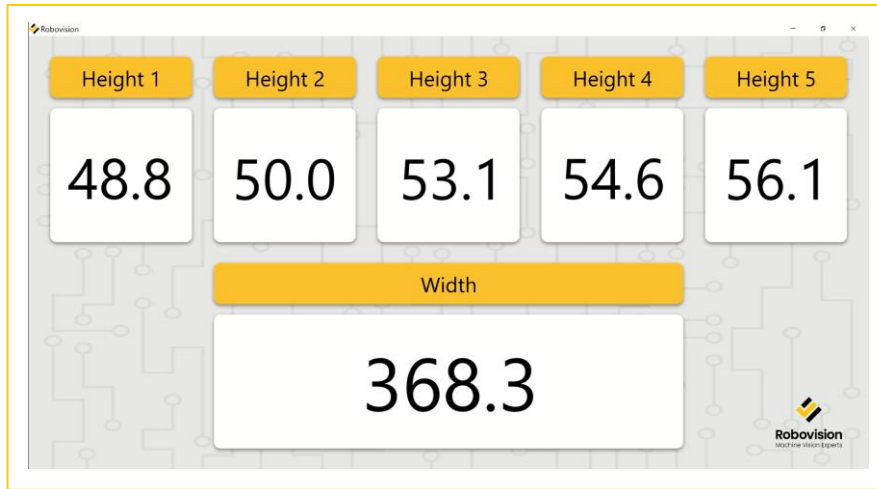 Robovision
Height 1 Height 2 Height 3 Height 4 Height 5
48.8 50.0 53.1 54.6 56.1
Width
368.3
Robovision
Machine Vision Experts